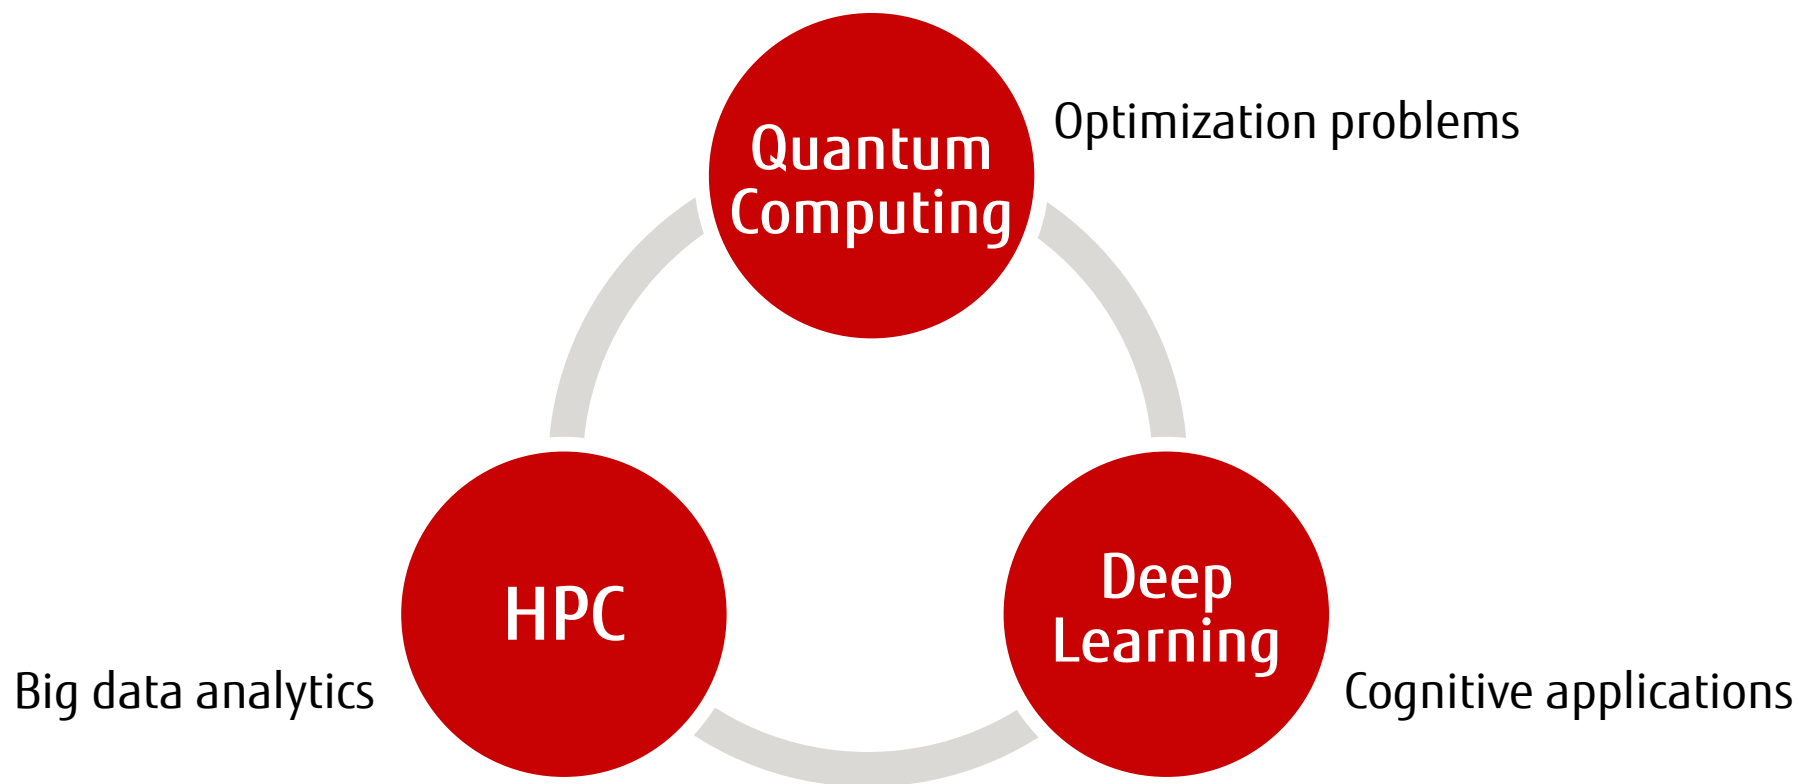 Quantum
Computing
Optimization problems
HPC
Big data analytics
Deep
Learning
Cognitive applications